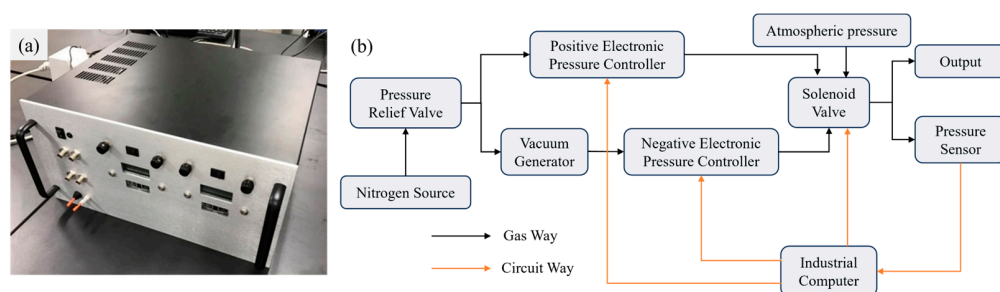 (a)
(b)
Positive Electronic
Pressure Controller
Atmospheric pressure
Output
Pressure
Relief Valve
Solenoid
Valve
Vacuum
Generator
Negative Electronic
Pressure Controller
Pressure
Sensor
Nitrogen Source
Gas Way
Circuit Way
Industrial
Computer